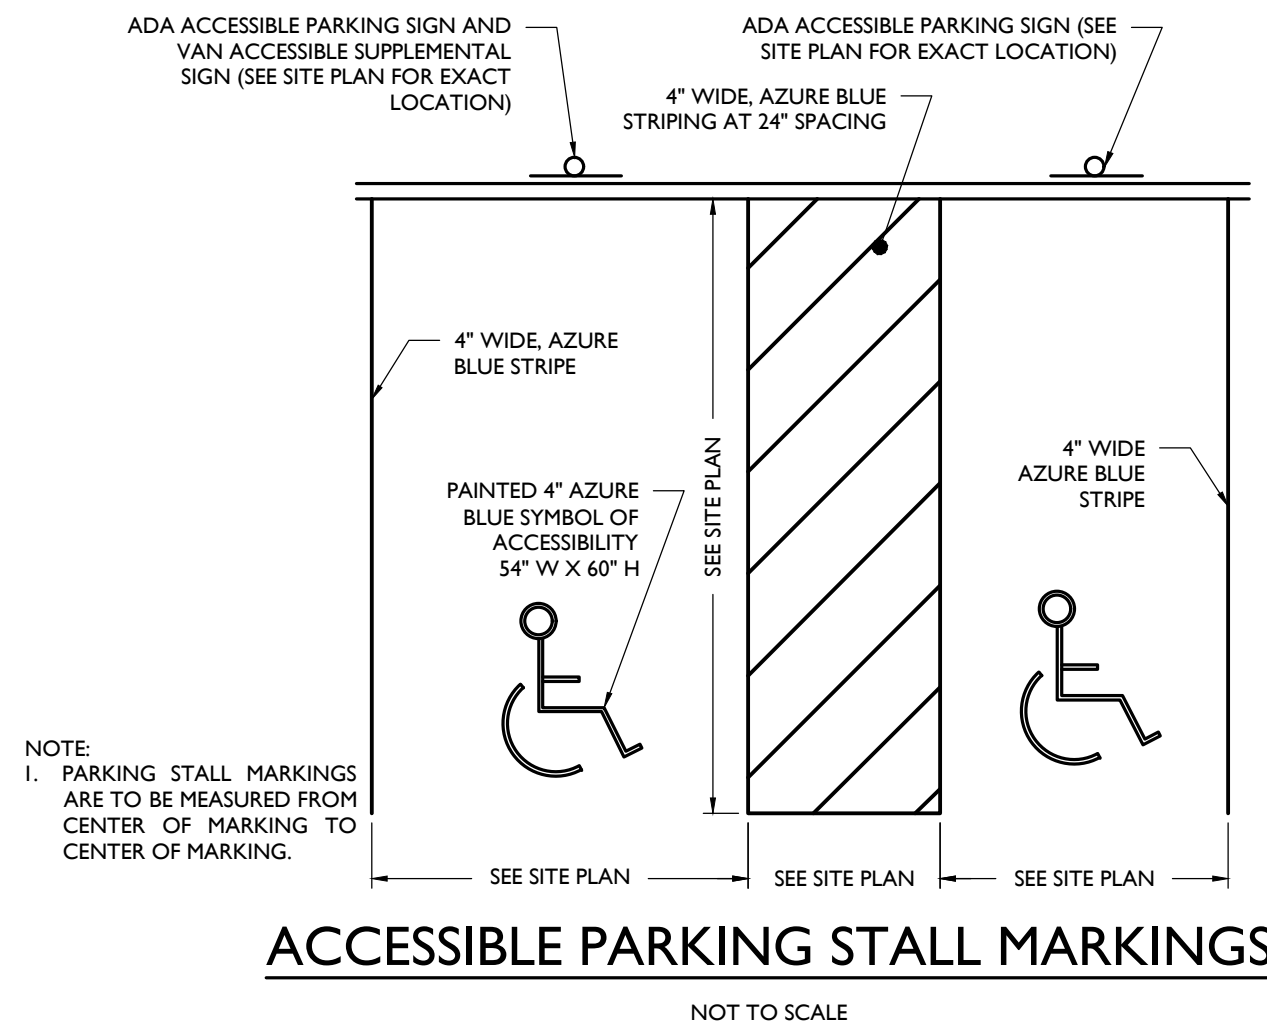 ADA ACCESSIBLE PARKING SIGN AND
VAN ACCESSIBLE SUPPLEMENTAL
SIGN (SEE SITE PLAN FOR EXACT
LOCATION)
ADA ACCESSIBLE PARKING SIGN (SEE
SITE PLAN FOR EXACT LOCATION)
4" WIDE, AZURE BLUE
STRIPING AT 24" SPACING
4" WIDE, AZURE
BLUE STRIPE
SEE SITE PLAN
4" WIDE
AZURE BLUE
STRIPE
PAINTED 4" AZURE
BLUE SYMBOL OF
ACCESSIBILITY
54" W X 60" H
NOTE:
1. PARKING STALL MARKINGS
ARE TO BE MEASURED FROM
CENTER OF MARKING TO
CENTER OF MARKING.
SEE SITE PLAN
SEE SITE PLAN
SEE SITE PLAN
ACCESSIBLE PARKING STALL MARKINGS
NOT TO SCALE